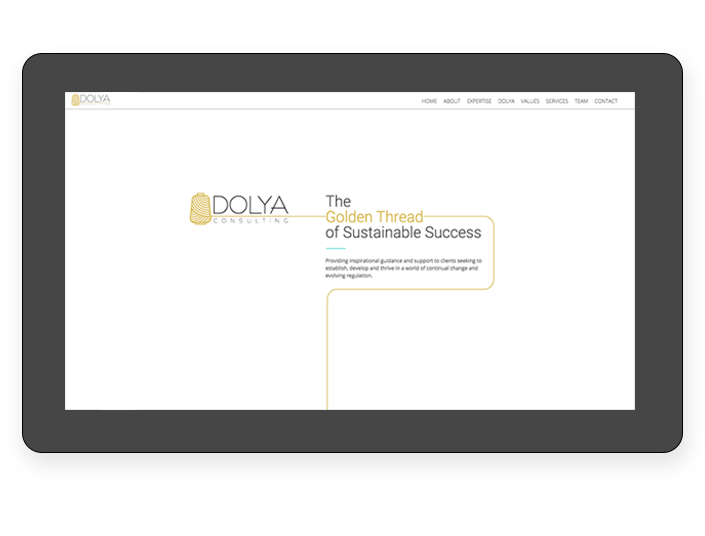 DOLYA
HOME ABOUT EXPERTISE DOLYA VALUES SERVICES TEAM CONTACT
DOLYA
CONSULTING
The
Golden Thread
of Sustainable Success
Providing inspirational guidance and support to clients seeking to
establish, develop and thrive in a world of continual change and
evolving regulation.